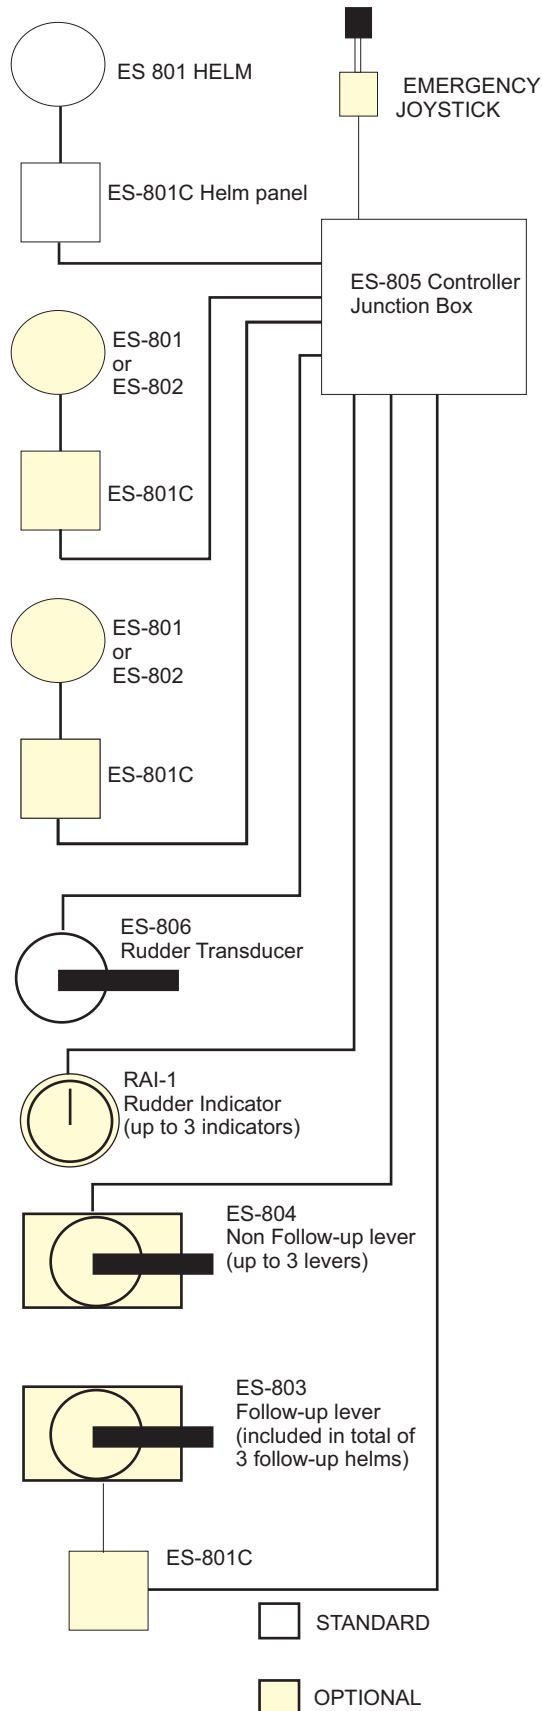 ES 801 HELM
EMERGENCY
JOYSTICK
ES-801C Helm panel
ES-805 Controller
Junction Box
ES-801
or
ES-802
ES-801C
ES-801
or
ES-802
ES-801C
ES-806
Rudder Transducer
RAI-1
Rudder Indicator
(up to 3 indicators)
ES-804
Non Follow-up lever
(up to 3 levers)
ES-803
Follow-up lever
(included in total of
3 follow-up helms)
ES-801C
STANDARD
OPTIONAL